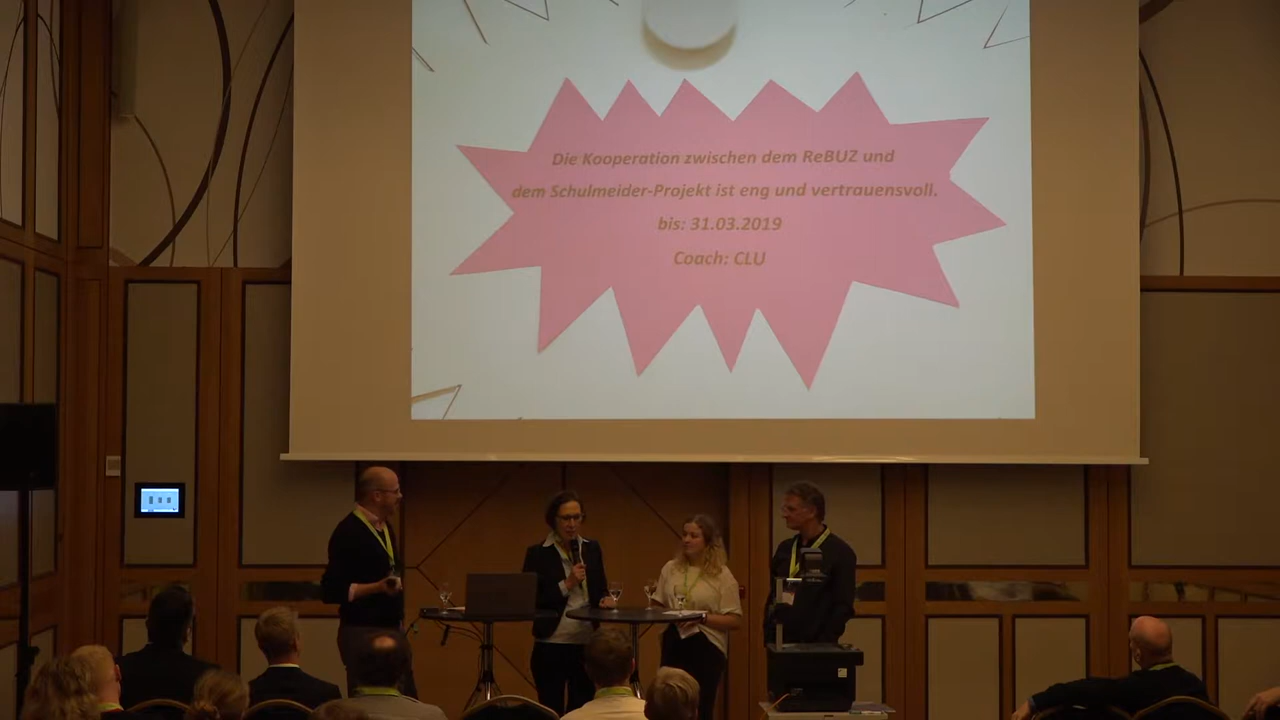 Die Kooperation zwischen dem ReBUZ und
dem Schulmeider-Projekt ist eng und vertrauensvoll.
bis: 31.03.2019
Coach: CLU